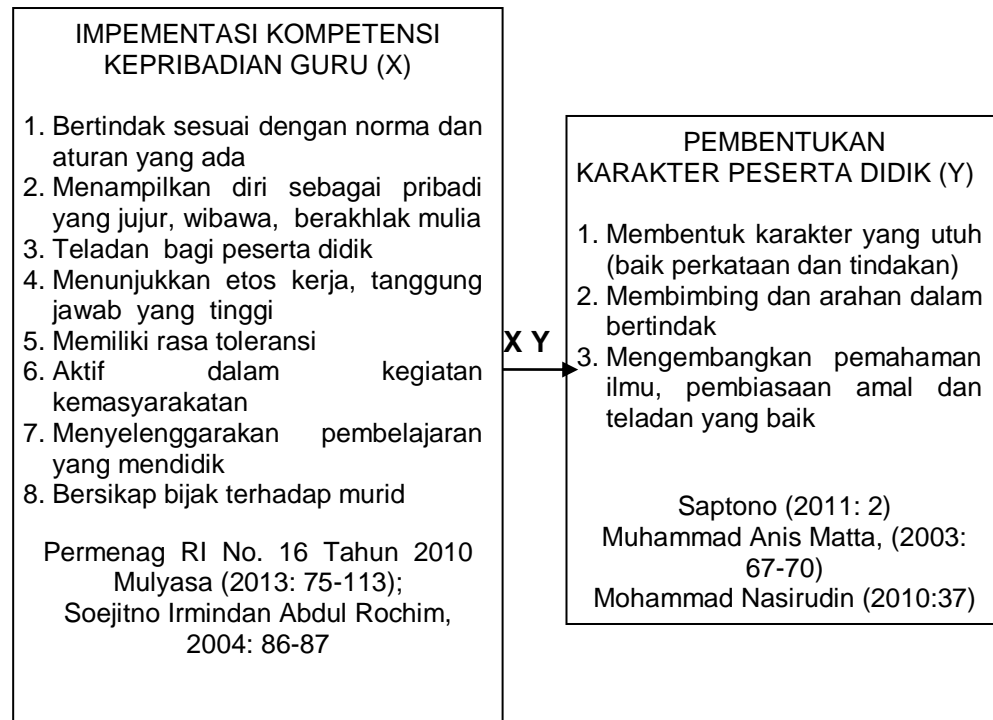 IMPEMENTASI KOMPETENSI
KEPRIBADIAN GURU (X)
1. Bertindak sesuai dengan norma dan
aturan yang ada
2. Menampilkan diri sebagai pribadi
yang jujur, wibawa, berakhlak mulia
3. Teladan bagi peserta didik
4. Menunjukkan etos kerja, tanggung
jawab yang tinggi
5. Memiliki rasa toleransi
6. Aktif dalam kegiatan
kemasyarakatan
7. Menyelenggarakan pembelajaran
yang mendidik
8. Bersikap bijak terhadap murid
Permenag RI No. 16 Tahun 2010
Mulyasa (2013: 75-113);
Soejitno Irmindan Abdul Rochim,
2004: 86-87
X Y
PEMBENTUKAN
KARAKTER PESERTA DIDIK (Y)
1. Membentuk karakter yang utuh
(baik perkataan dan tindakan)
2. Membimbing dan arahan dalam
bertindak
3. Mengembangkan pemahaman
ilmu, pembiasaan amal dan
teladan yang baik
Saptono (2011: 2)
Muhammad Anis Matta, (2003:
67-70)
Mohammad Nasirudin (2010:37)